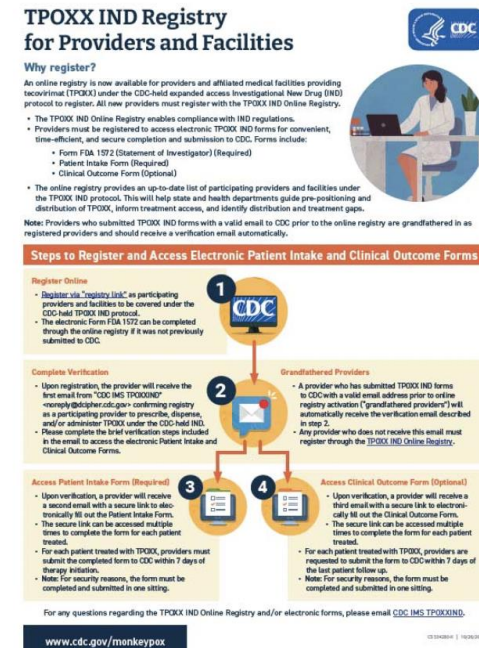 TPOXX IND Registry
for Providers and Facilities
CDC
Why register?
An online registry is now available for providers and affiliated medical facilities providing
tecovirimat (TPOXX) under the CDC-held expanded access Investigational New Drug (IND)
protocol to register. All new providers must register with the TPOXX IND Online Registry.
• The TPOXX IND Online Registry enables compliance with IND regulations.
• Providers must be registered to access electronic TPOXX IND forms for convenient,
time-efficient, and secure completion and submission to CDC. Forms include:
• Form FDA 1572 (Statement of Investigator) (Required)
• Patient Intake Form (Required)
• Clinical Outcome Form (Optional)
• The online registry provides an up-to-date list of participating providers and facilities under
the TPOXX IND protocol. This will help state and health departments guide pre-positioning and
distribution of TPOXX, inform treatment access, and identify distribution and treatment gaps.
Note: Providers who submitted TPOXX IND forms with a valid email to CDC prior to the online registry are grandfathered in as
registered providers and should receive a verification email automatically.
Steps to Register and Access Electronic Patient Intake and Clinical Outcome Forms
Register Online
• Register via "registry link" as participating
providers and facilities to be covered under the
CDC-held TPOXX IND protocol.
• The electronic Form FDA 1572 can be completed
through the online registry if it was not previously
submitted to CDC.
1
CDC
Complete Verification
• Upon registration, the provider will receive the
first email from "CDC IMS TPOXXIND"
<noreply@dcipher.cdc.gov> confirming registry
as a participating provider to prescribe, dispense,
and/or administer TPOXX under the CDC-held IND.
• Please complete the brief verification steps included
in the email to access the electronic Patient Intake and
Clinical Outcome Forms.
2
Grandfathered Providers
• A provider who has submitted TPOXX IND forms
to CDC with a valid email address prior to online
registry activation ("grandfathered providers") will
automatically receive the verification email described
in step 2.
• Any provider who does not receive this email must
register through the TPOXX IND Online Registry.
Access Patient Intake Form (Required)
• Upon verification, a provider will receive
a second email with a secure link to elec-
tronically fill out the Patient Intake Form.
• The secure link can be accessed multiple
times to complete the form for each patient
treated.
• For each patient treated with TPOXX, providers must
submit the completed form to CDC within 7 days of
therapy initiation.
• Note: For security reasons, the form must be
completed and submitted in one sitting.
3
4
Access Clinical Outcome Form (Optional)
• Upon verification, a provider will receive a
third email with a secure link to electroni-
cally fill out the Clinical Outcome Form.
• The secure link can be accessed multiple
times to complete the form for each patient
treated.
• For each patient treated with TPOXX, providers are
requested to submit the form to CDC within 7 days of
the last patient follow up.
• Note: For security reasons, the form must be
completed and submitted in one sitting.
For any questions regarding the TPOXX IND Online Registry and/or electronic forms, please email CDC IMS TPOXXIND.
www.cdc.gov/monkeypox